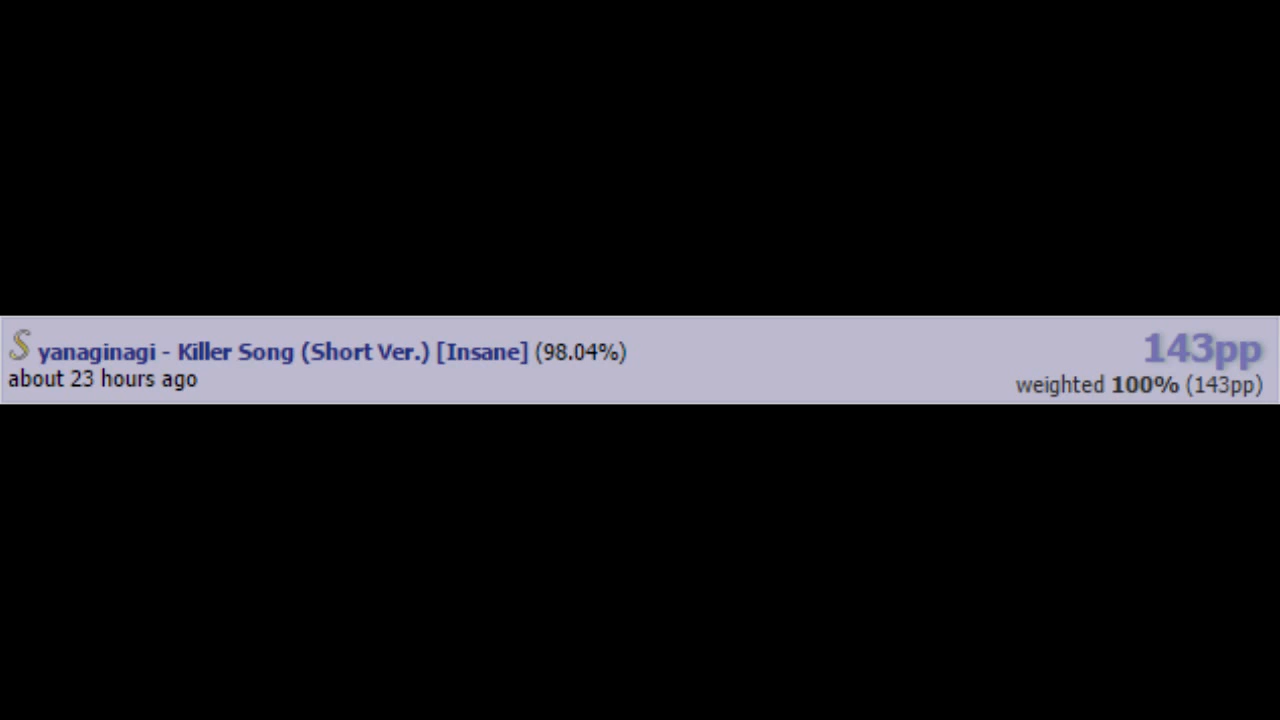 S yanaginagi - Killer Song (Short Ver.) [Insane] (98.04%)
about 23 hours ago
143pp
weighted 100% (143pp)